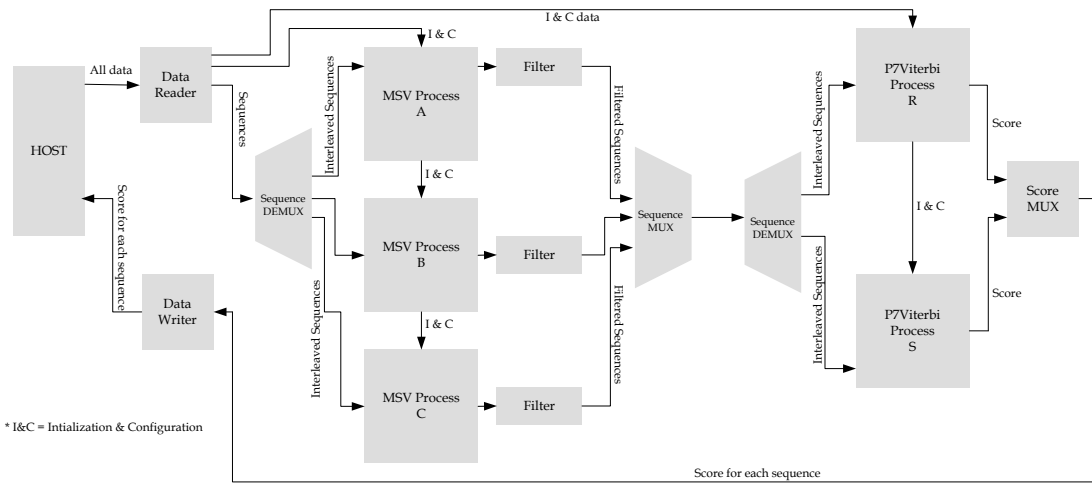 I & C data
I & C
All data
Data
Reader
Filter
MSV Process
A
P7Viterbi
Process
R
HOST
Sequences
Interleaved Sequences
Filtered Sequences
Interleaved Sequences
Score
I & C
Sequence
DEMUX
Sequence
MUX
Sequence
DEMUX
Score
MUX
I & C
Score for each
sequence
MSV Process
B
Filter
Data
Writer
Interleaved Sequences
I & C
Filtered Sequences
Interleaved Sequences
P7Viterbi
Process
S
Score
MSV Process
C
Filter
* I&C = Intialization & Configuration
Score for each sequence